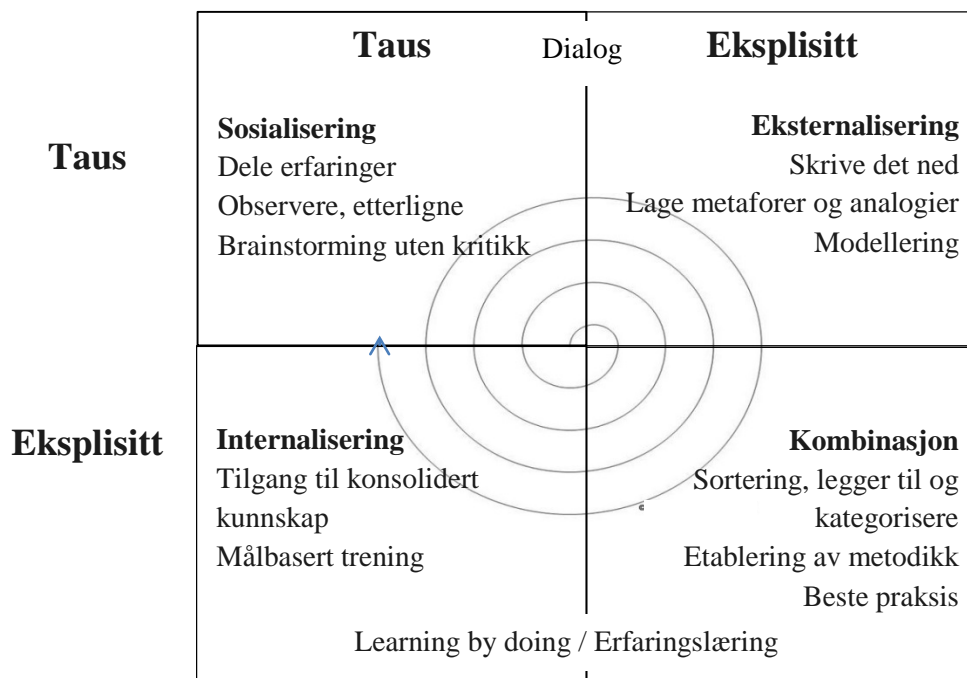 Taus
Dialog
Eksplisitt
Taus
Sosialisering
Dele erfaringer
Observere, etterligne
Brainstorming uten kritikk
Eksternalisering
Skrive det ned
Lage metaforer og analogier
Modellering
Eksplisitt
Internalisering
Tilgang til konsolidert
kunnskap
Målbasert trening
Kombinasjon
Sortering, legger til og
kategorisere
Etablering av metodikk
Beste praksis
Learning by doing / Erfaringslæring